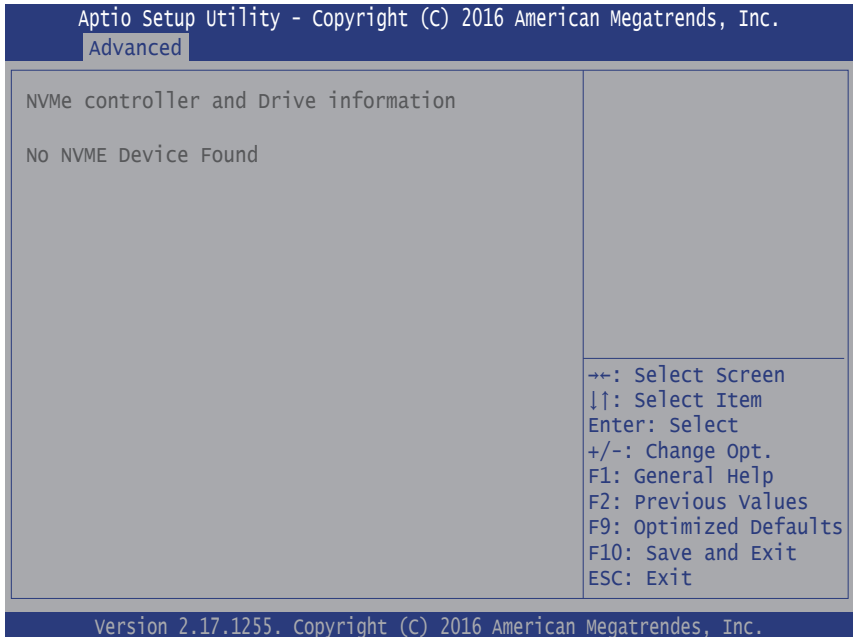 Aptio Setup Utility - Copyright (C) 2016 American Megatrends, Inc.
Advanced
NVMe controller and Drive information
No NVME Device Found
→←: Select Screen
↓↑: Select Item
Enter: Select
+/-: Change Opt.
F1: General Help
F2: Previous Values
F9: Optimized Defaults
F10: Save and Exit
ESC: Exit
Version 2.17.1255. Copyright (C) 2016 American Megatrendes, Inc.